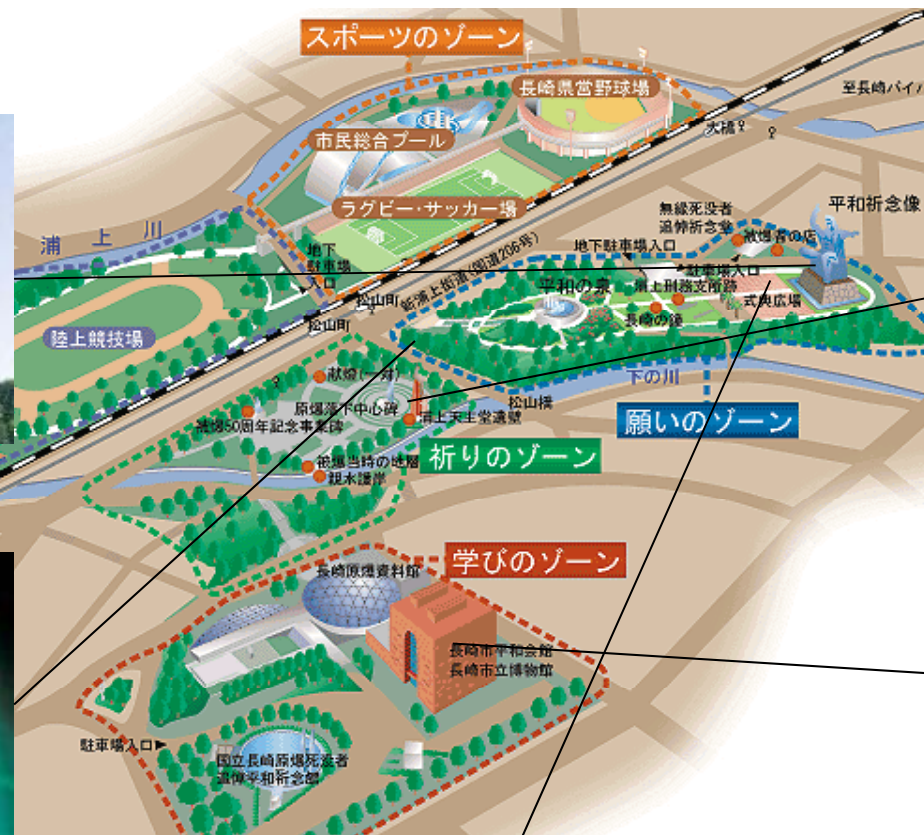 スポーツのゾーン
長崎県営野球場
至長崎バイパ
大橋
市民総合プール
ラグビー・サッカー場
無縁死没者
追悼祈念堂
平和祈念像
被爆者の店
浦上川
地下
駐車場
入口
新浦上街道(国道206号)
地下駐車場入口
駐車場入口
平和の泉
浦上刑務支所跡
式典広場
長崎の鐘
松山町
松山町
陸上競技場
献燈(一対)
原爆落下中心碑
被爆50周年記念事業碑
浦上天主堂遺壁
松山橋
下の川
願いのゾーン
祈りのゾーン
被爆当時の地層
親水護岸
学びのゾーン
長崎原爆資料館
長崎市平和会館
長崎市立博物館
駐車場入口
国立長崎原爆死没者
追悼平和祈念館